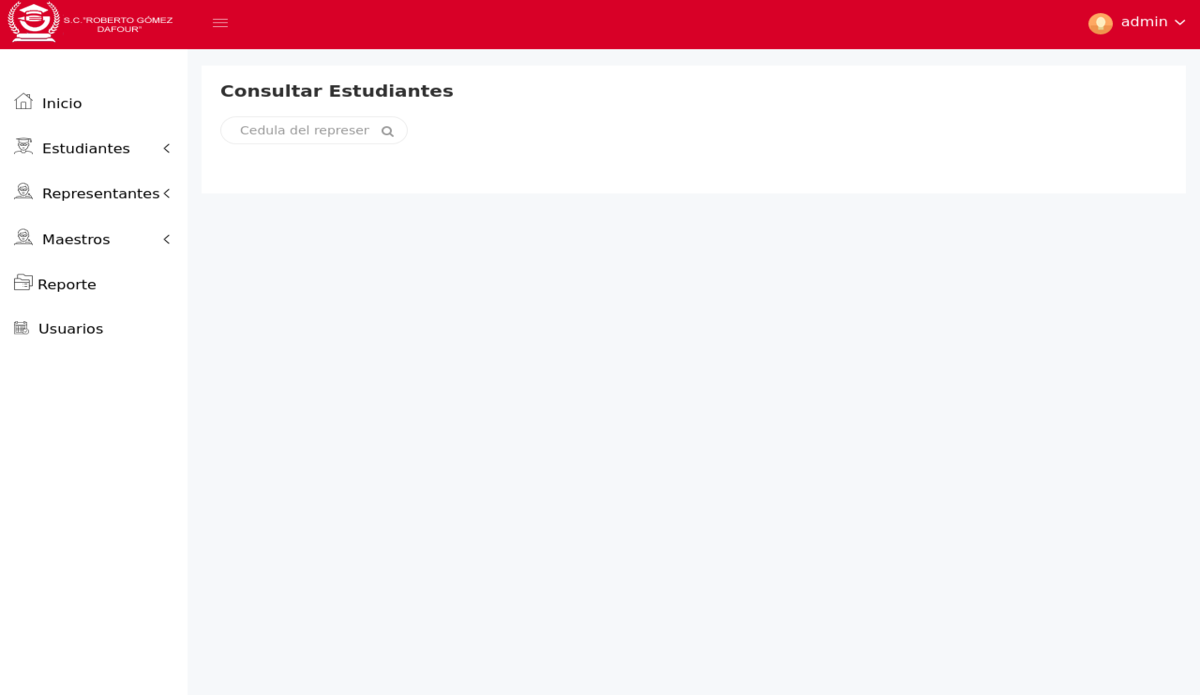 S.C."ROBERTO GÓMEZ
DAFOUR"
admin
Inicio
Estudiantes
Representantes
Maestros
Reporte
Usuarios
Consultar Estudiantes
Cedula del represer